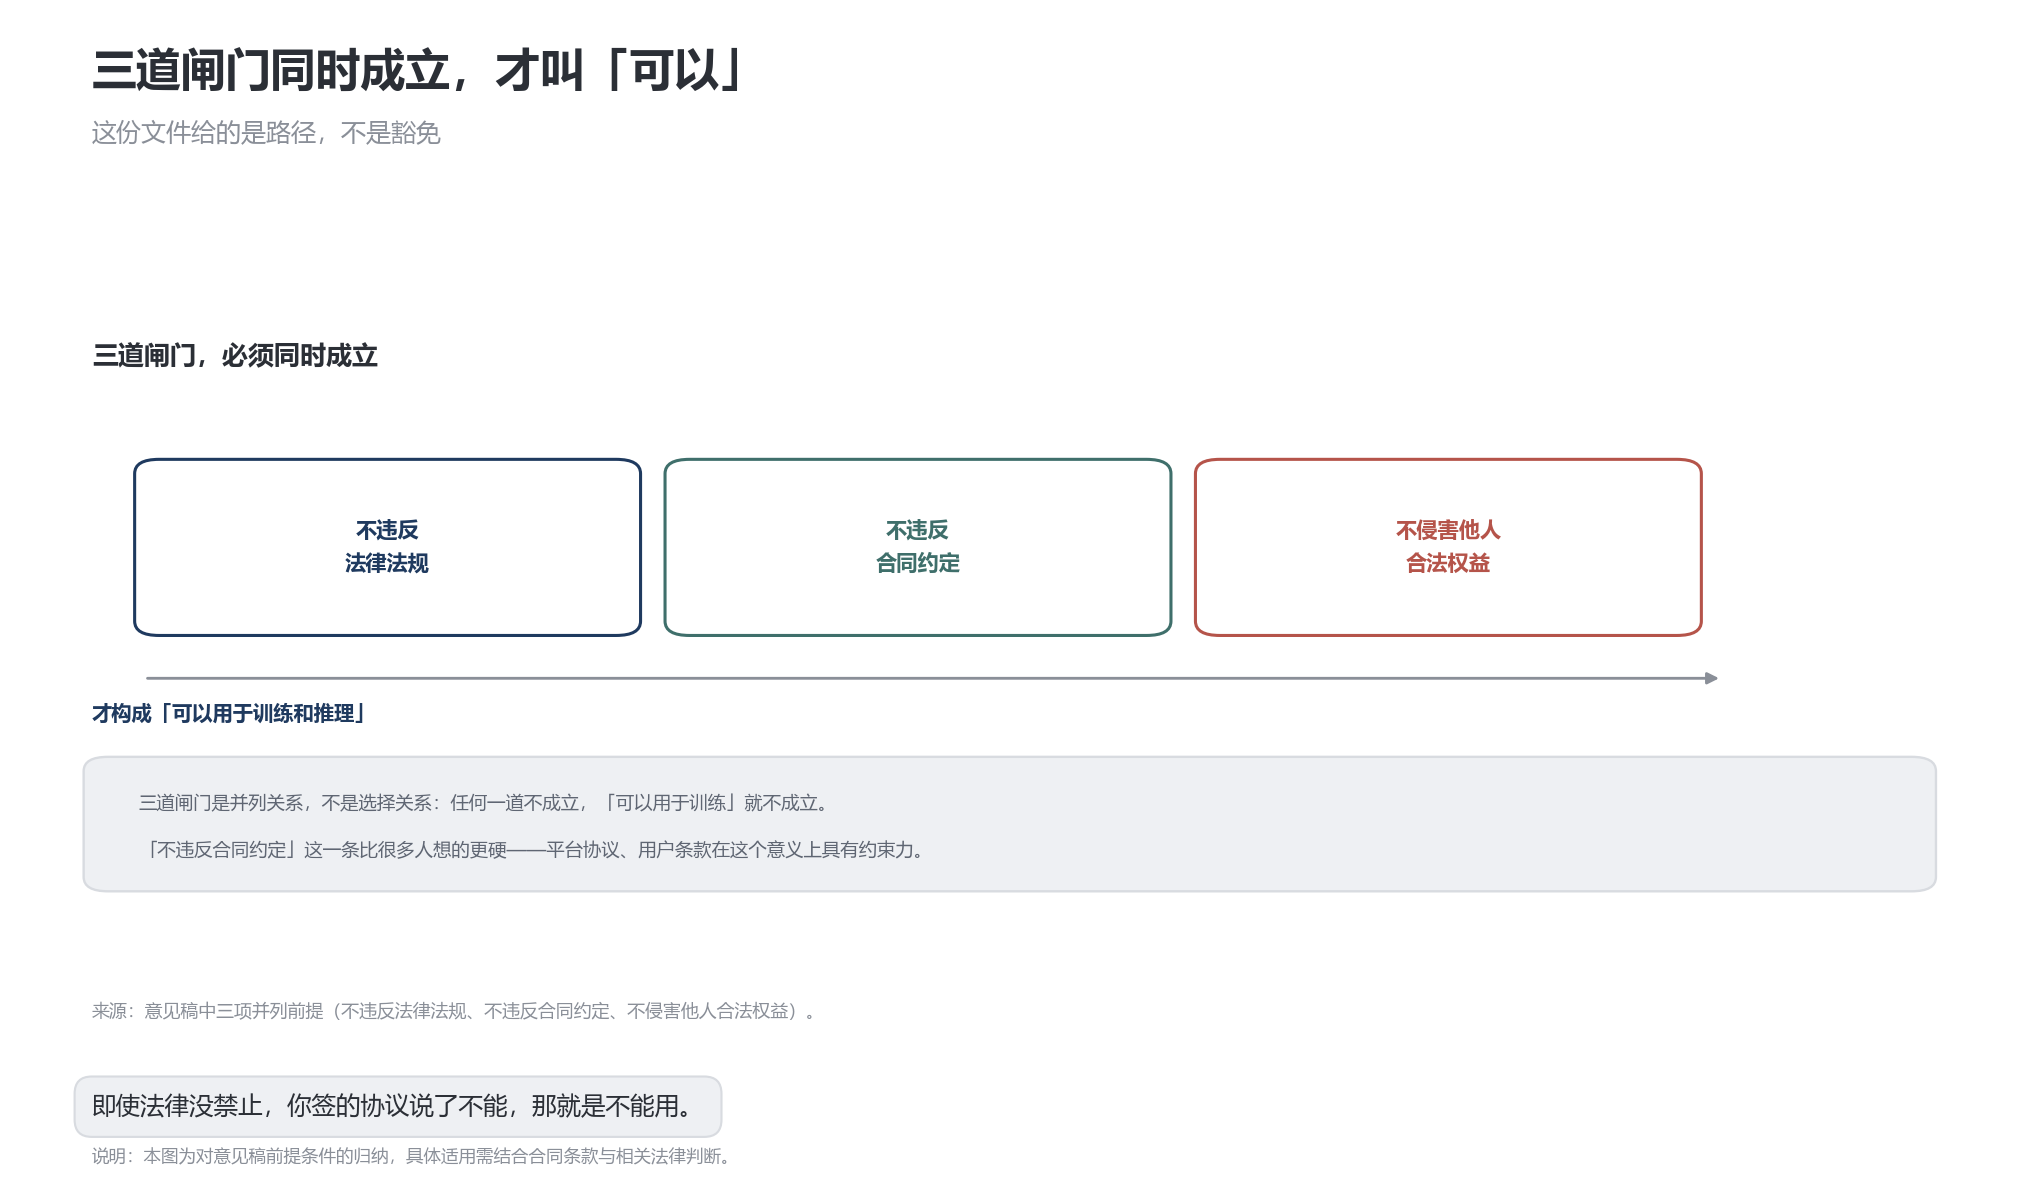 三道闸门同时成立，才叫「可以」
这份文件给的是路径，不是豁免
三道闸门，必须同时成立
不违反
法律法规
不违反
合同约定
不侵害他人
合法权益
才构成「可以用于训练和推理」
三道闸门是并列关系，不是选择关系：任何一道不成立，「可以用于训练」就不成立。
「不违反合同约定」这一条比很多人想的更硬——平台协议、用户条款在这个意义上具有约束力。
来源：意见稿中三项并列前提（不违反法律法规、不违反合同约定、不侵害他人合法权益）。
即使法律没禁止，你签的协议说了不能，那就是不能用。
说明：本图为对意见稿前提条件的归纳，具体适用需结合合同条款与相关法律判断。